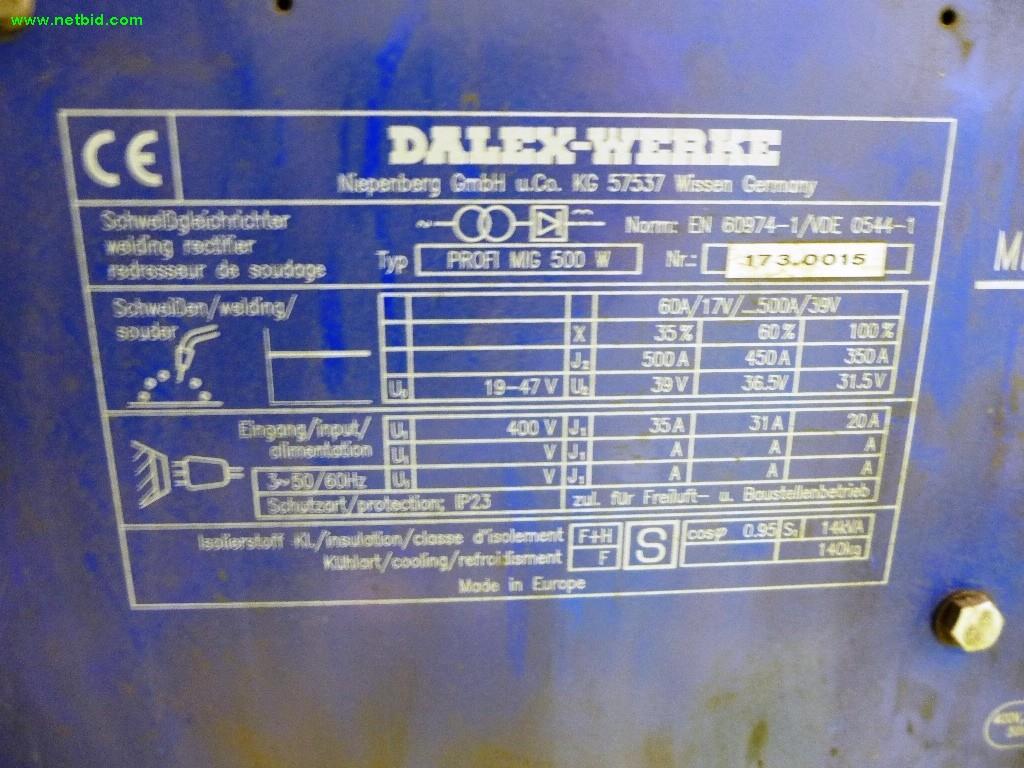 www.netbid.com
CE
DALEX-WERKE
Niepenberg GmbH u.Co. KG 57537 Wissen Germany
Schweißgleichrichter
welding rectifier
redresseur de soudage
Norm: EN 60974-1/VDE 0544-1
Typ PROFI MIG 500 W Nr.: 173.0015
Schweißen/welding/
souder
60A/17V/_500A/39V
X 35% 60% 100%
J₂ 500A 450A 350A
U₀ 19-47 V U₂ 39V 36.5V 31.5V
Eingang/input/
alimentation
3~50/60Hz
U₁ 400 V J₁ 35A 31A 20A
U₁ V J₁ A A A
U₁ V J₁ A A A
Schutzart/protection; IP23 zul. für Freiluft- u. Baustellenbetrieb
Isolierstoff Kl./insulation/classe d'isolement F+H S cosφ 0.95 S₁ 14kVA
Kühlart/cooling/refroidisment F 140kg
Made in Europe